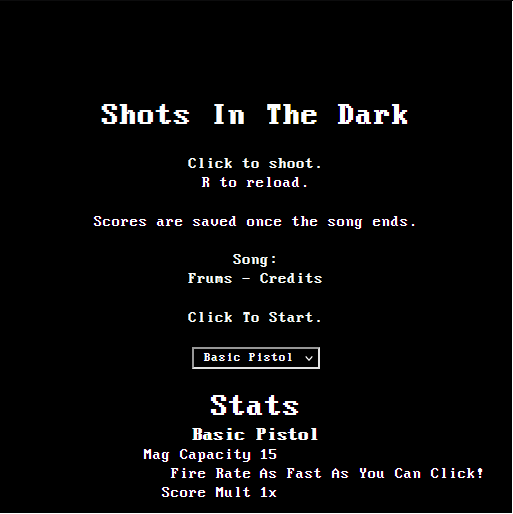 Shots In The Dark
Click to shoot.
R to reload.
Scores are saved once the song ends.
Song:
Frums - Credits
Click To Start.
Basic Pistol
Stats
Basic Pistol
Mag Capacity 15
Fire Rate As Fast As You Can Click!
Score Mult 1x